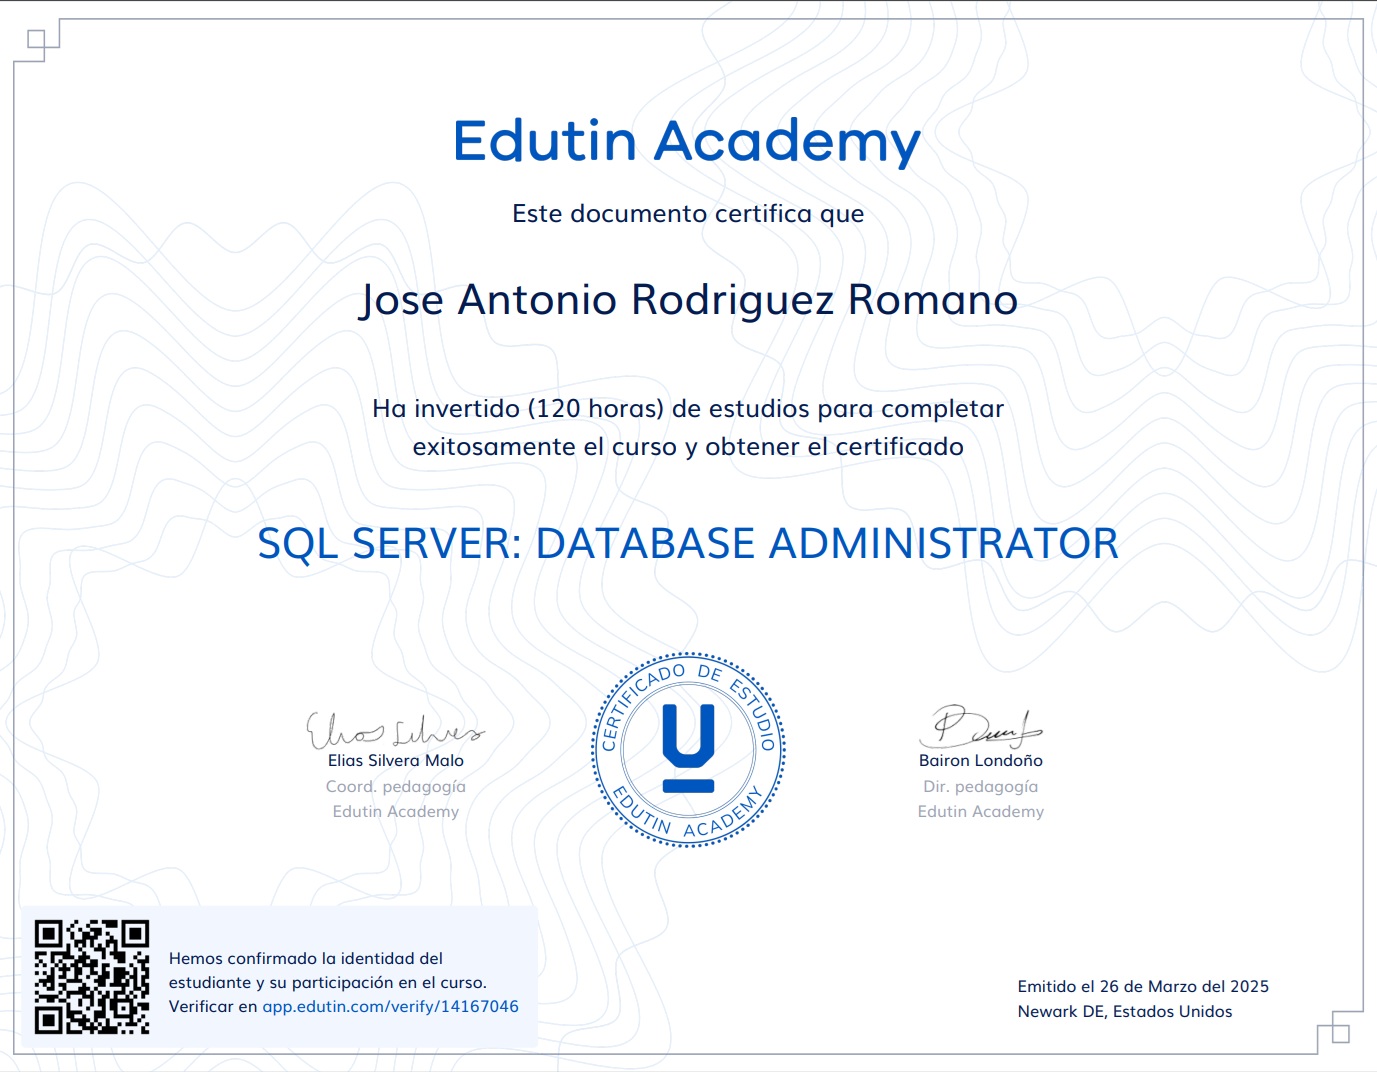 Edutin Academy
Este documento certifica que
Jose Antonio Rodriguez Romano
Ha invertido (120 horas) de estudios para completar
exitosamente el curso y obtener el certificado
SQL SERVER: DATABASE ADMINISTRATOR
CERTIFICADO DE ESTUDIO
EDUTIN ACADEMY
Elias Silvera Malo
Coord. pedagogía
Edutin Academy
Bairon Londoño
Dir. pedagogía
Edutin Academy
Hemos confirmado la identidad del
estudiante y su participación en el curso.
Verificar en app.edutin.com/verify/14167046
Emitido el 26 de Marzo del 2025
Newark DE, Estados Unidos